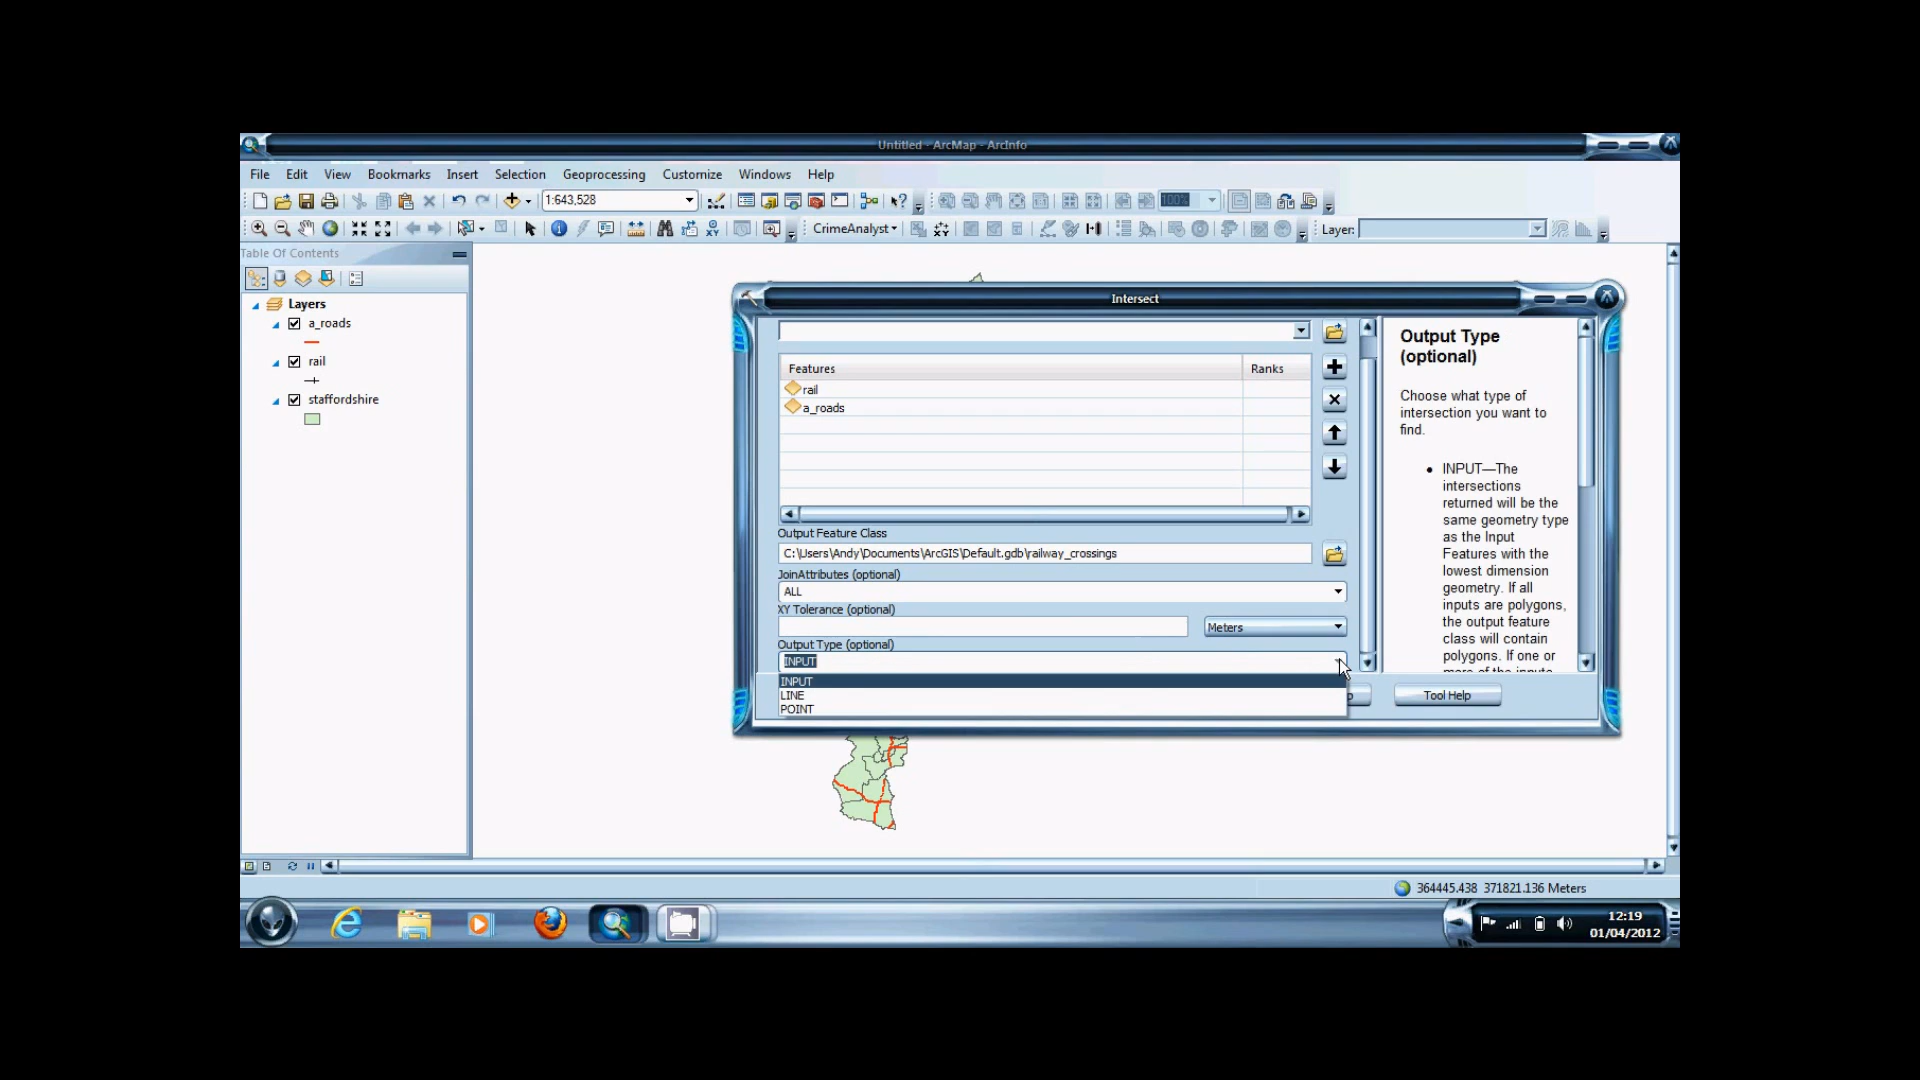 Untitled - ArcMap - ArcInfo
File Edit View Bookmarks Insert Selection Geoprocessing Customize Windows Help
1:643,528
100%
CrimeAnalyst
Layer:
Table Of Contents
Layers
a_roads
rail
staffordshire
Intersect
Features Ranks
rail
a_roads
Output Feature Class
C:\Users\Andy\Documents\ArcGIS\Default.gdb\railway_crossings
JoinAttributes (optional)
ALL
XY Tolerance (optional)
Meters
Output Type (optional)
INPUT
INPUT
LINE
POINT
Tool Help
Output Type
(optional)
Choose what type of
intersection you want to
find.
• INPUT—The
intersections
returned will be the
same geometry type
as the Input
Features with the
lowest dimension
geometry. If all
inputs are polygons,
the output feature
class will contain
polygons. If one or
364445.438 371821.136 Meters
12:19
01/04/2012